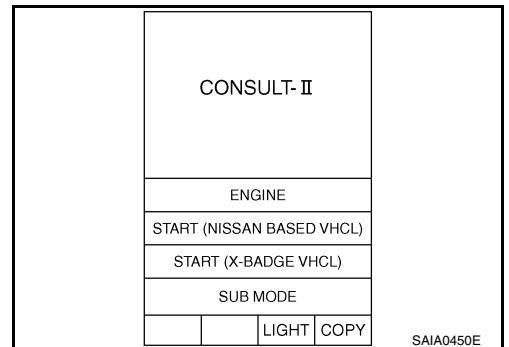 CONSULT-Ⅱ
ENGINE
START (NISSAN BASED VHCL)
START (X-BADGE VHCL)
SUB MODE
LIGHT COPY
SAIA0450E